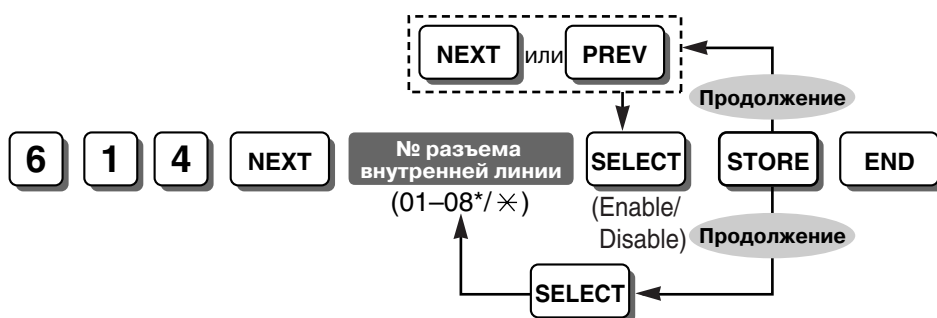 NEXT или PREV
Продолжение
6 1 4 NEXT № разъема внутренней линии SELECT STORE END
(01–08*/✳)
(Enable/
Disable)
Продолжение
SELECT